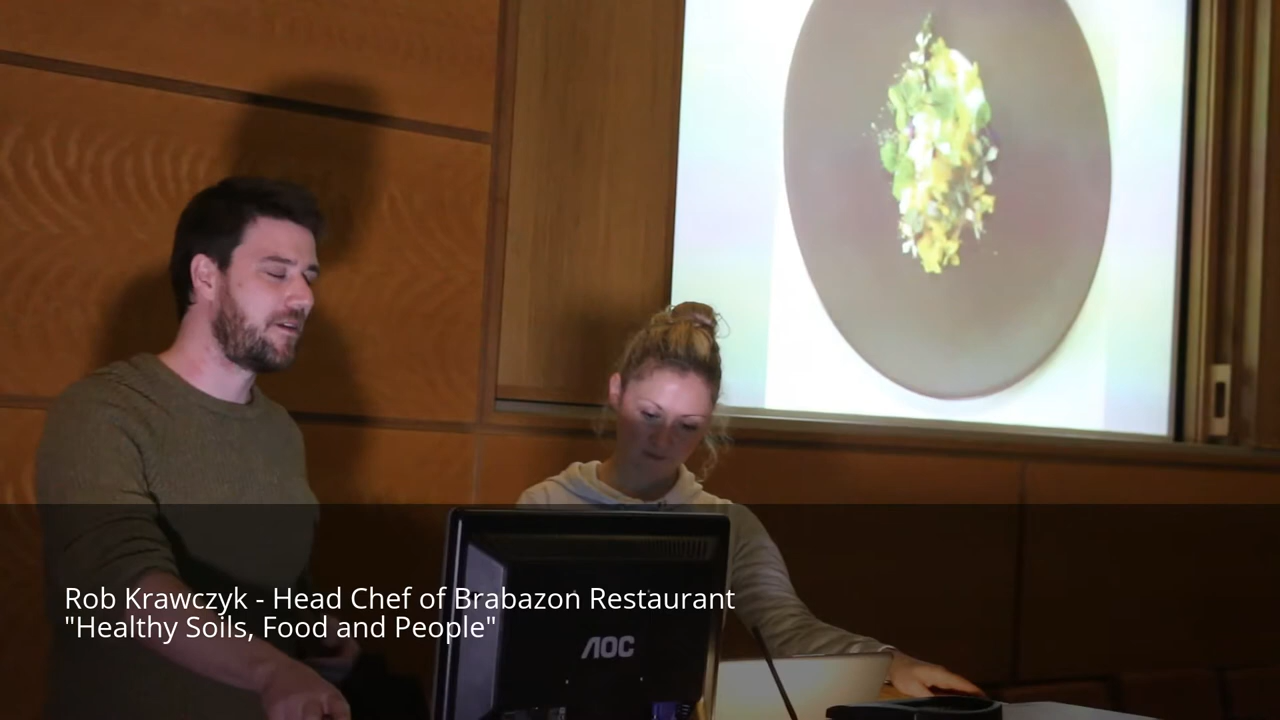 Rob Krawczyk - Head Chef of Brabazon Restaurant
"Healthy Soils, Food and People"
AOC